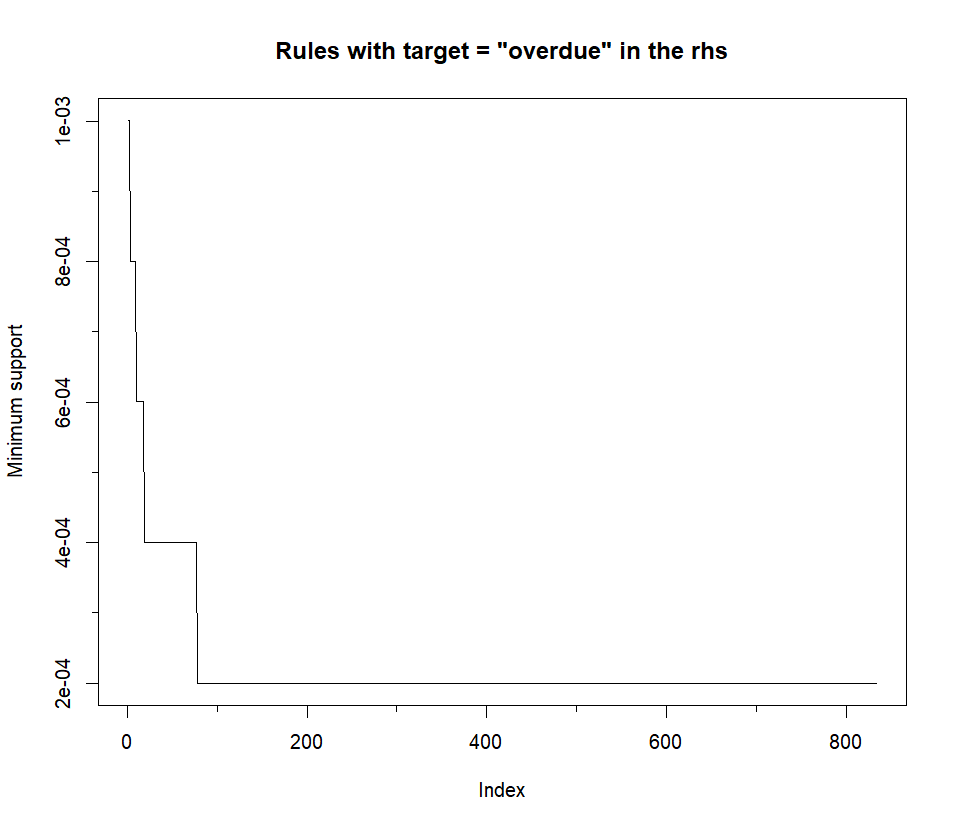 Rules with target = "overdue" in the rhs
1e-03
8e-04
6e-04
4e-04
2e-04
Minimum support
0
200
400
600
800
Index